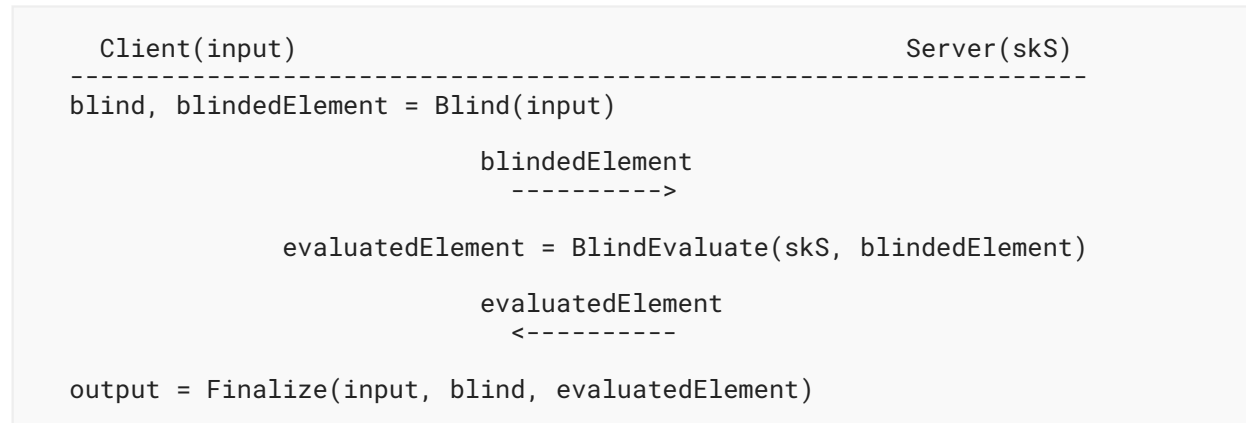 Client(input)                                        Server(skS)
-------------------------------------------------------------------
blind, blindedElement = Blind(input)
blindedElement
---------->
evaluatedElement = BlindEvaluate(skS, blindedElement)
evaluatedElement
<----------
output = Finalize(input, blind, evaluatedElement)